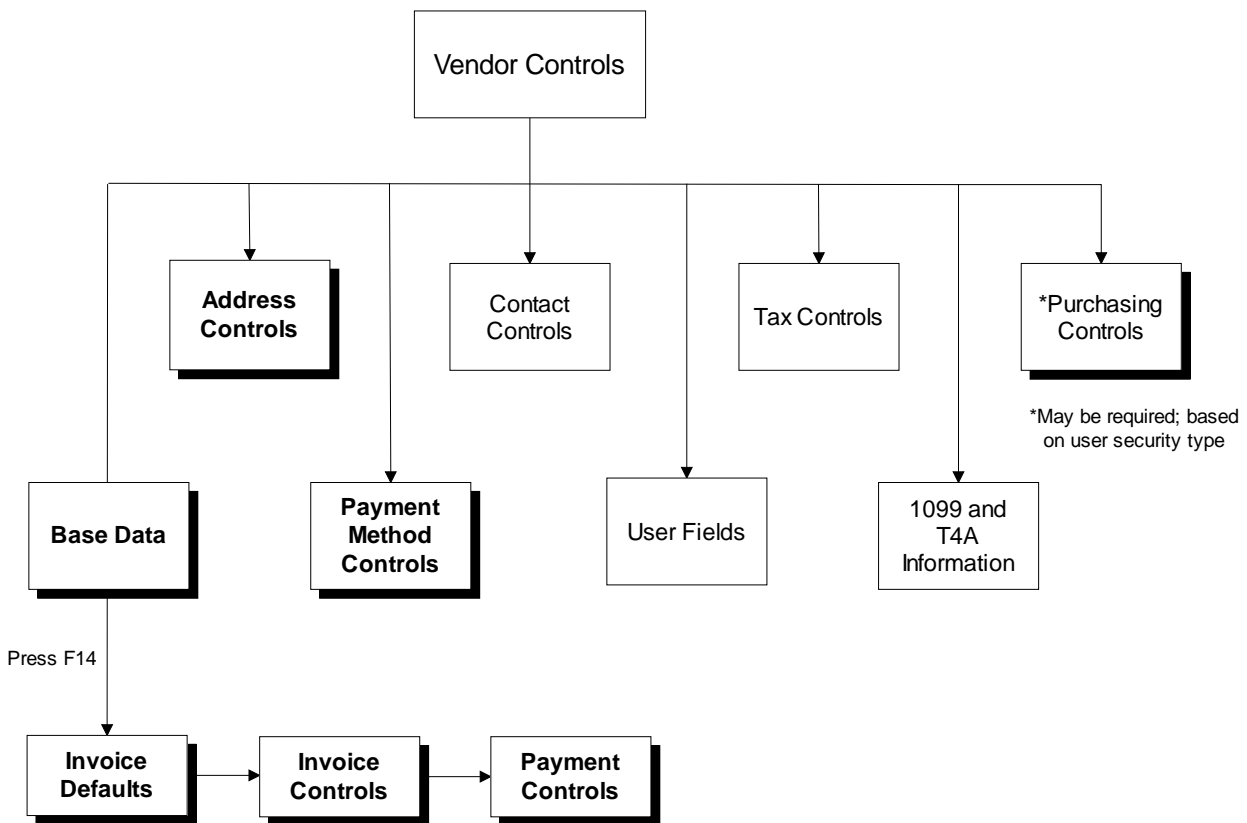 Vendor Controls
Address
Controls
Contact
Controls
Tax Controls
*Purchasing
Controls
*May be required; based
on user security type
Base Data
Payment
Method
Controls
User Fields
1099 and
T4A
Information
Press F14
Invoice
Defaults
Invoice
Controls
Payment
Controls